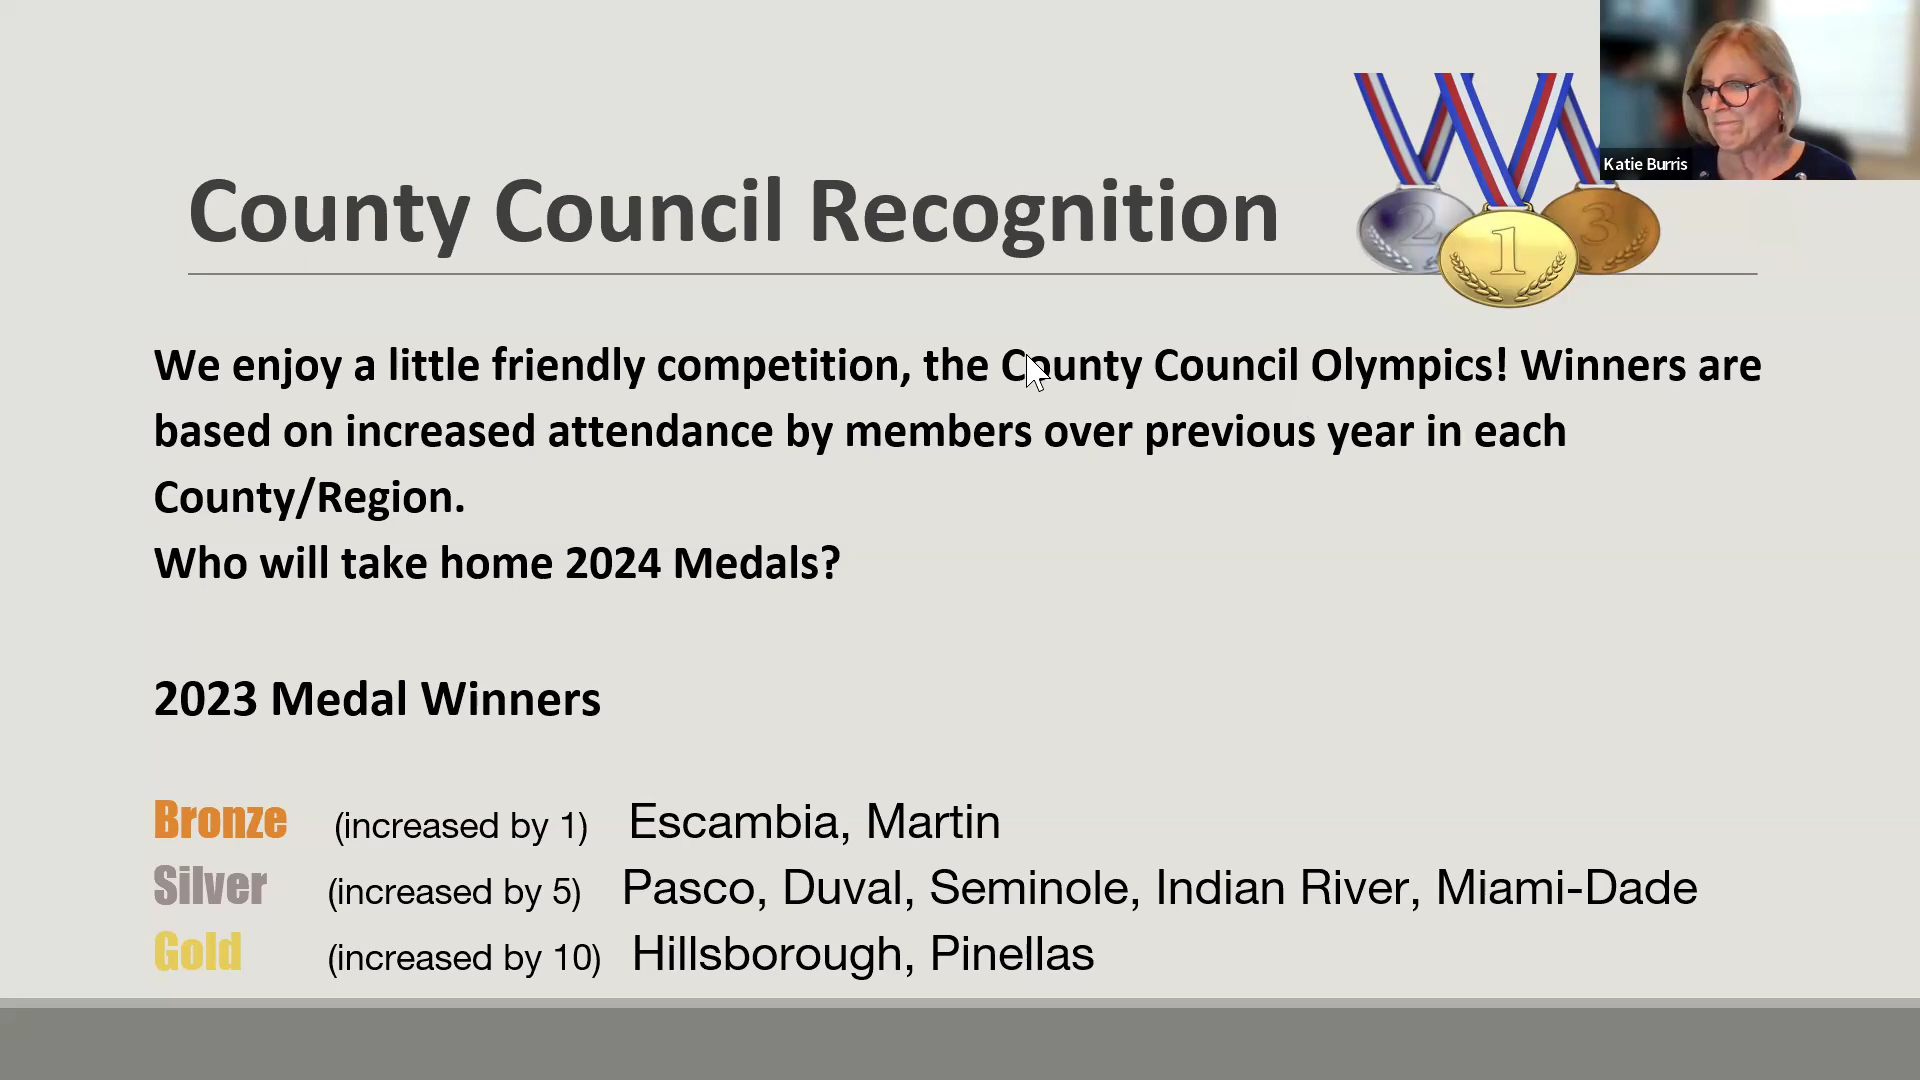 Katie Burris
County Council Recognition
2
1
3
We enjoy a little friendly competition, the County Council Olympics! Winners are
based on increased attendance by members over previous year in each
County/Region.
Who will take home 2024 Medals?
2023 Medal Winners
Bronze (increased by 1) Escambia, Martin
Silver (increased by 5) Pasco, Duval, Seminole, Indian River, Miami-Dade
Gold (increased by 10) Hillsborough, Pinellas